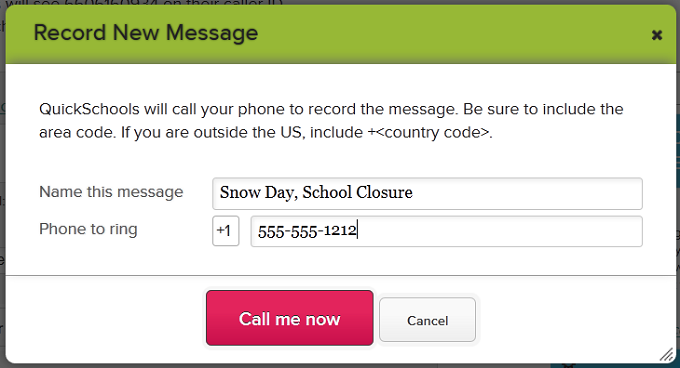 will see 6506160934 on their caller ID
Record New Message
QuickSchools will call your phone to record the message. Be sure to include the
area code. If you are outside the US, include +<country code>.
Name this message Snow Day, School Closure
Phone to ring +1 555-555-1212
Call me now Cancel